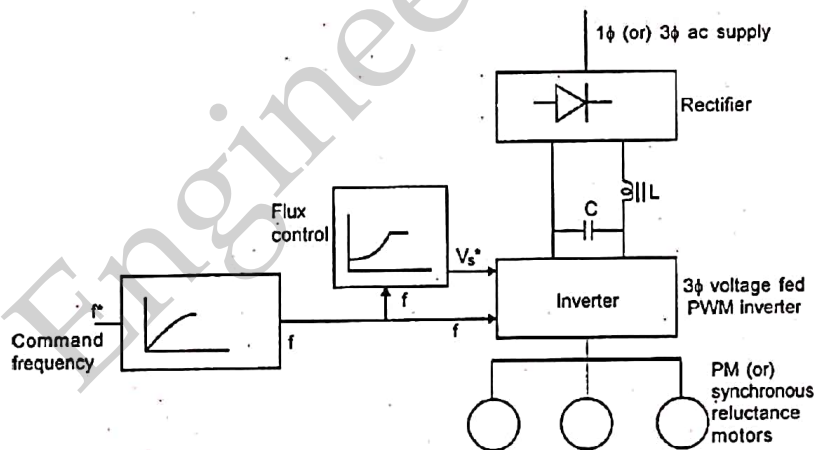 1ϕ (or) 3ϕ ac supply
Rectifier
L
C
Flux
control
Vs*
f
f*
Command
frequency
f
f
Inverter
3ϕ voltage fed
PWM inverter
PM (or)
synchronous
reluctance
motors
Enginee